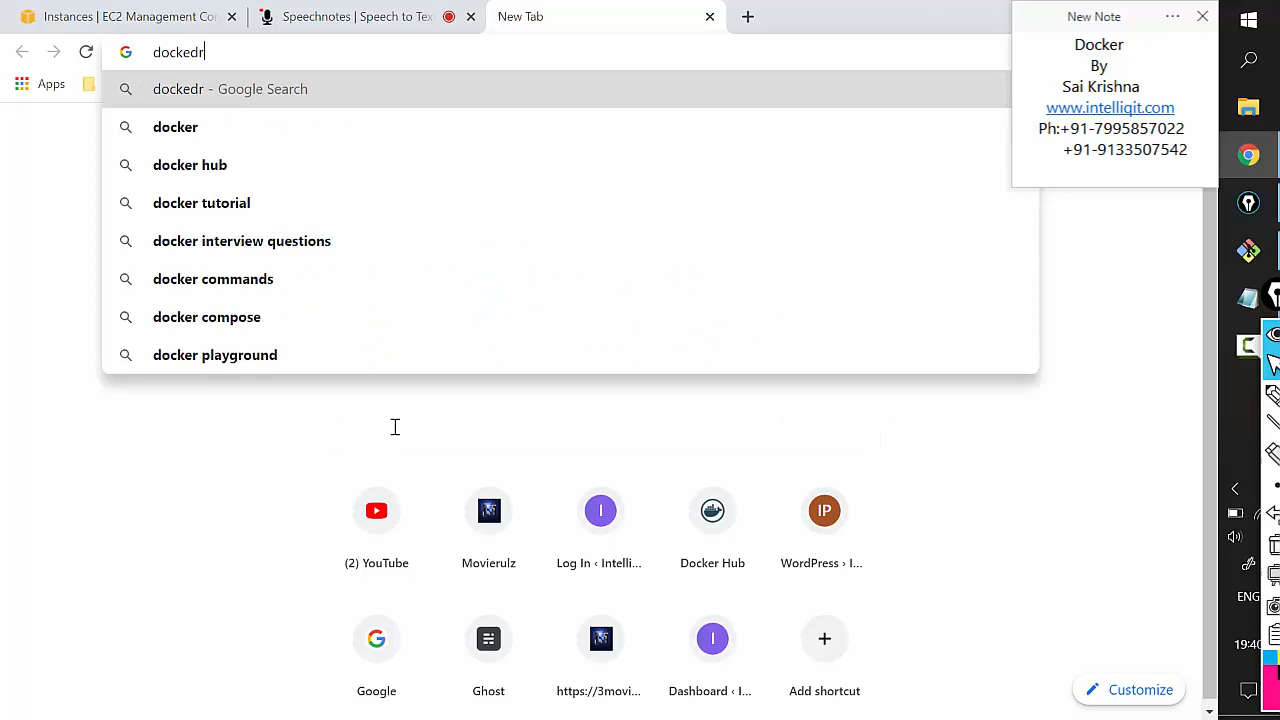 Instances | EC2 Management Con
Speechnotes | Speech to Text
New Tab
dockedr
Apps
dockedr - Google Search
docker
docker hub
docker tutorial
docker interview questions
docker commands
docker compose
docker playground
New Note
Docker
By
Sai Krishna
www.intelliqit.com
Ph:+91-7995857022
+91-9133507542
(2) YouTube
Movierulz
Log In ‹ Intelli...
Docker Hub
WordPress › I...
IP
I
Google
Ghost
https://3movi...
Dashboard ‹ I...
Add shortcut
I
Customize
ENG
19:40